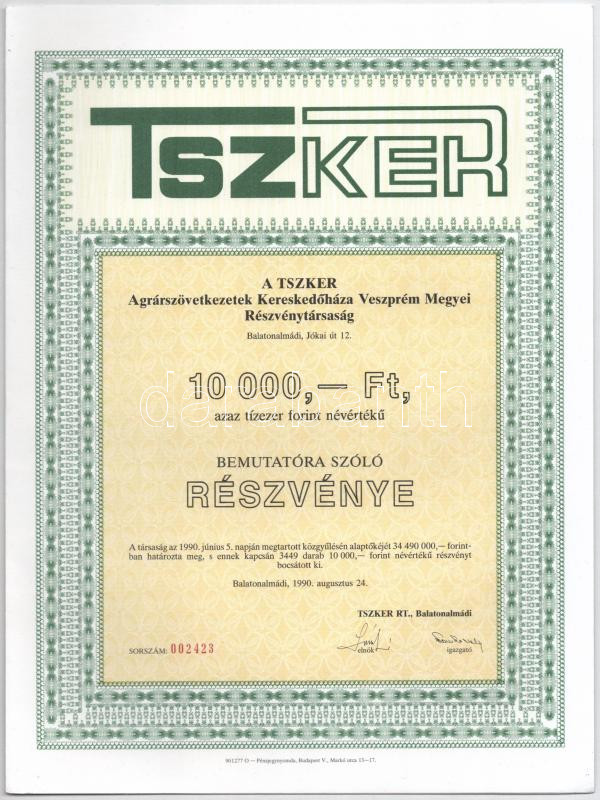 TSZKER
A TSZKER
Agrárszövetkezetek Kereskedőháza Veszprém Megyei
Részvénytársaság
Balatonalmádi, Jókai út 12.
10 000,— Ft,
azaz tízezer forint névértékű
BEMUTATÓRA SZÓLÓ
RÉSZVÉNYE
A társaság az 1990. június 5. napján megtartott közgyűlésén alaptőkéjét 34 490 000,— forint-
ban határozta meg, s ennek kapcsán 3449 darab 10 000,— forint névértékű részvényt
bocsátott ki.
Balatonalmádi, 1990. augusztus 24.
TSZKER RT., Balatonalmádi
SORSZÁM: 002423
elnök
igazgató
901277 O — Pénzjegynyomda, Budapest V., Markó utca 13—17.